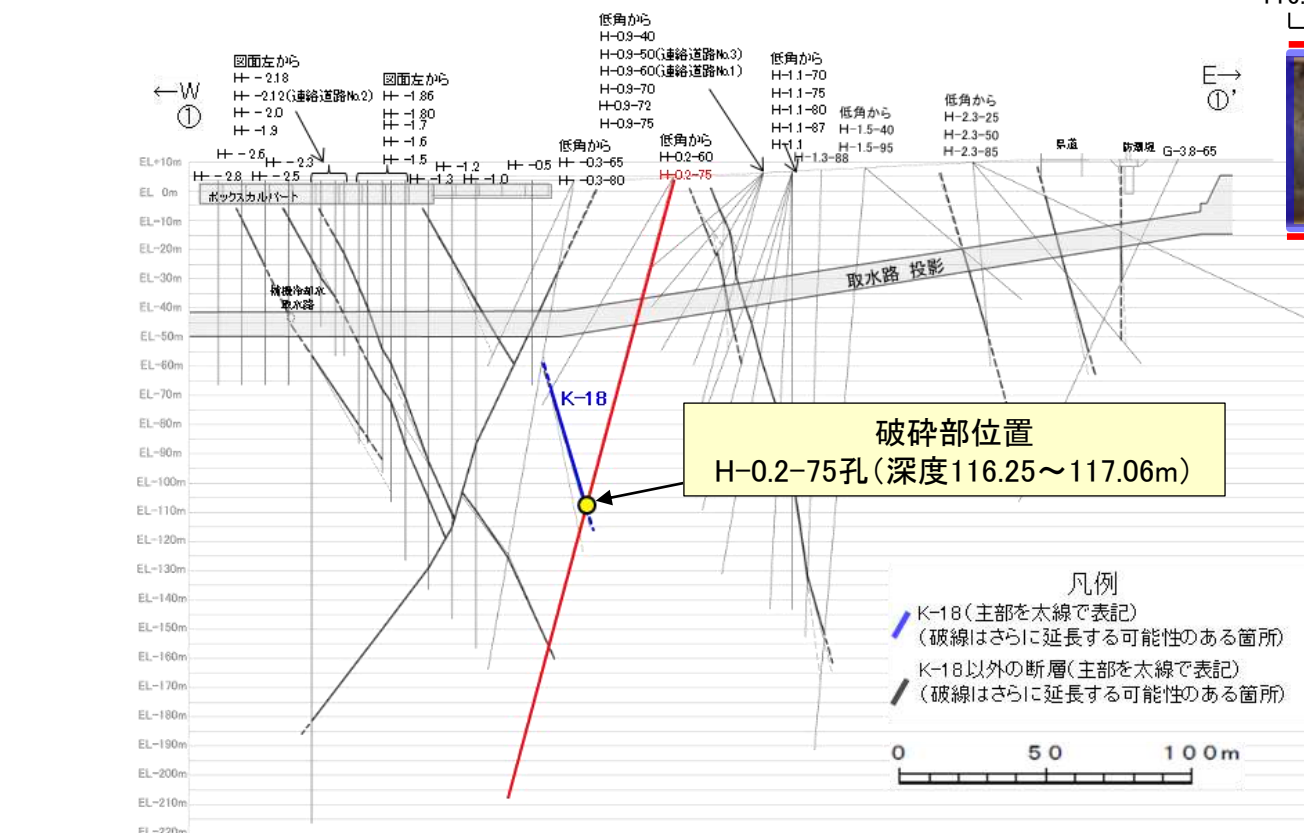 ←W
①
図面左から
H- -2.18
H- -2.12(連絡道路No.2)
H- -2.0
H- -1.9
図面左から
H- -1.86
H- -1.80
H- -1.7
H- -1.6
H- -1.5
低角から
H-0.9-40
H-0.9-50(連絡道路No.3)
H-0.9-60(連絡道路No.1)
H-0.9-70
H-0.9-72
H-0.9-75
低角から
H-1.1-70
H-1.1-75
H-1.1-80
H-1.1-87
H-1.1
H-1.3-88
低角から
H-1.5-40
H-1.5-95
低角から
H-2.3-25
H-2.3-50
H-2.3-85
E→
①’
県道
防潮堤
G-3.8-65
H- -2.6
H- -2.3
H- -2.8
H- -2.5
H- -1.2
H- -1.3
H- -1.0
H- -0.5
低角から
H- -0.3-65
H- -0.3-80
低角から
H-0.2-60
H-0.2-75
ボックスカルバート
補機冷却水
取水路
取水路 投影
EL+10m
EL 0m
EL-10m
EL-20m
EL-30m
EL-40m
EL-50m
EL-60m
EL-70m
EL-80m
EL-90m
EL-100m
EL-110m
EL-120m
EL-130m
EL-140m
EL-150m
EL-160m
EL-170m
EL-180m
EL-190m
EL-200m
EL-210m
EL-220m
K-18
破砕部位置
H-0.2-75孔(深度116.25～117.06m)
凡例
K-18(主部を太線で表記)
(破線はさらに延長する可能性のある箇所)
K-18以外の断層(主部を太線で表記)
(破線はさらに延長する可能性のある箇所)
0 50 100m